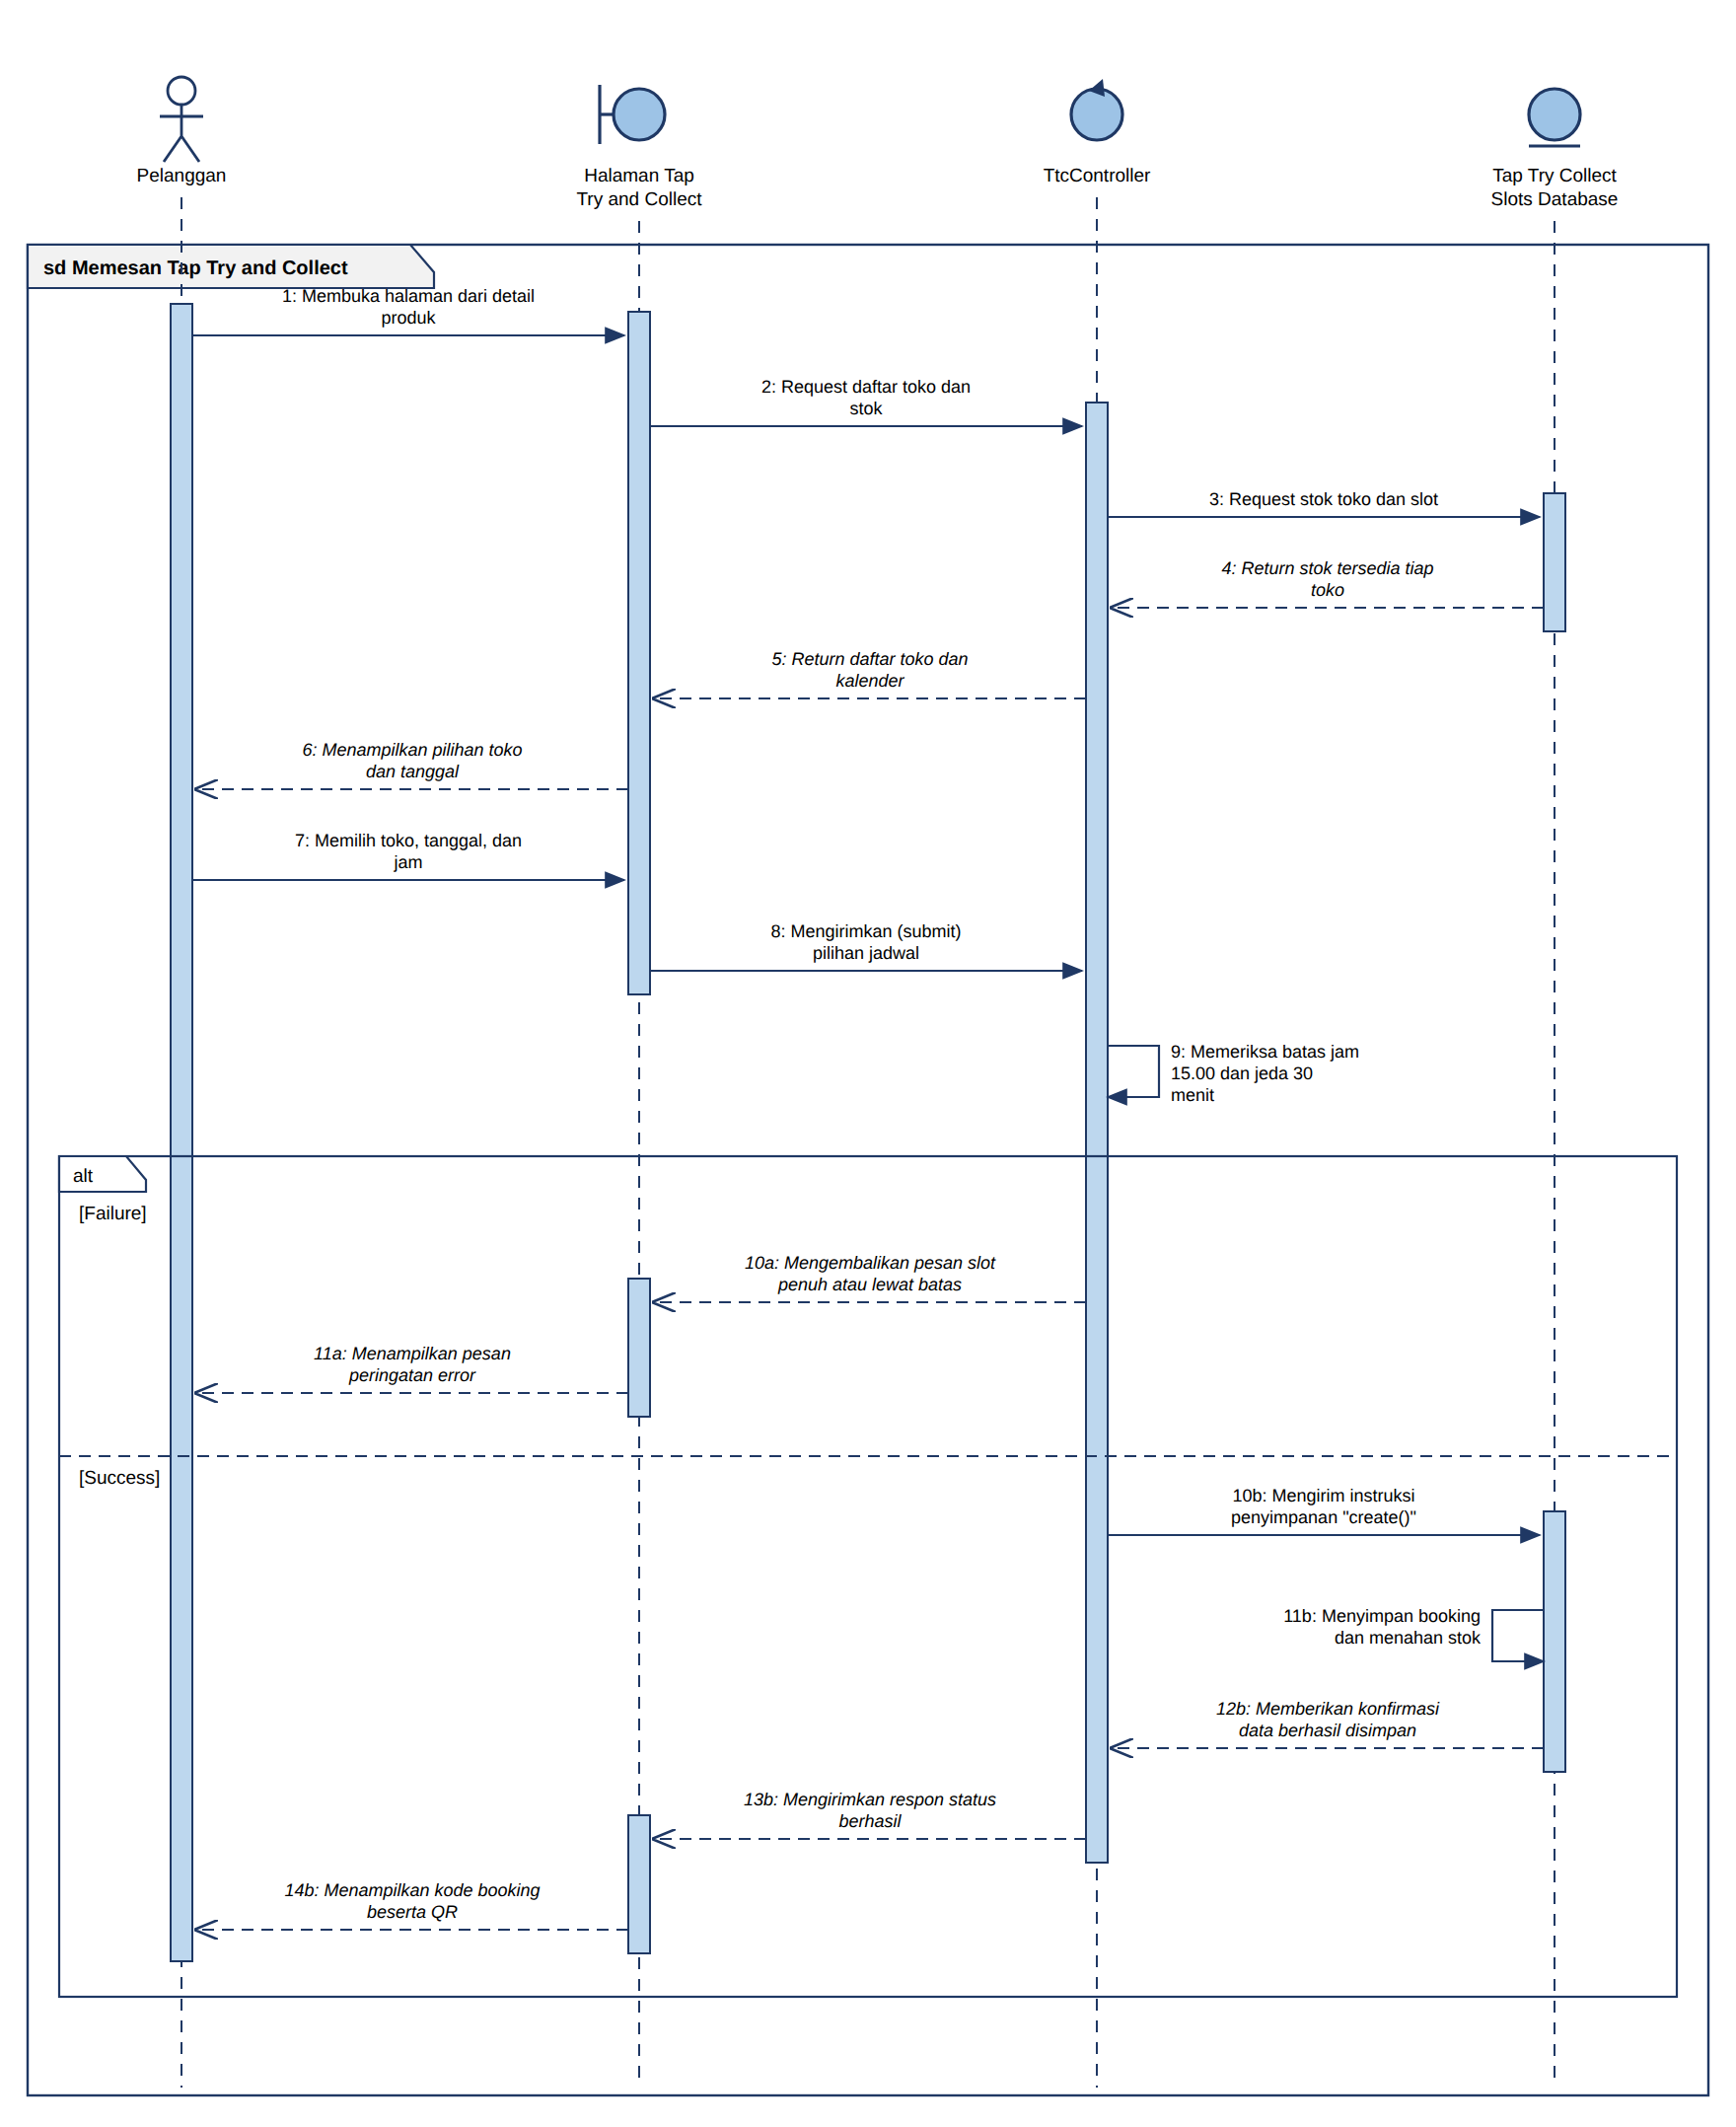 Pelanggan
Halaman Tap
Try and Collect
TtcController
Tap Try Collect
Slots Database
sd Memesan Tap Try and Collect
1: Membuka halaman dari detail
produk
2: Request daftar toko dan
stok
3: Request stok toko dan slot
4: Return stok tersedia tiap
toko
5: Return daftar toko dan
kalender
6: Menampilkan pilihan toko
dan tanggal
7: Memilih toko, tanggal, dan
jam
8: Mengirimkan (submit)
pilihan jadwal
9: Memeriksa batas jam
15.00 dan jeda 30
menit
alt
[Failure]
10a: Mengembalikan pesan slot
penuh atau lewat batas
11a: Menampilkan pesan
peringatan error
[Success]
10b: Mengirim instruksi
penyimpanan "create()"
11b: Menyimpan booking
dan menahan stok
12b: Memberikan konfirmasi
data berhasil disimpan
13b: Mengirimkan respon status
berhasil
14b: Menampilkan kode booking
beserta QR